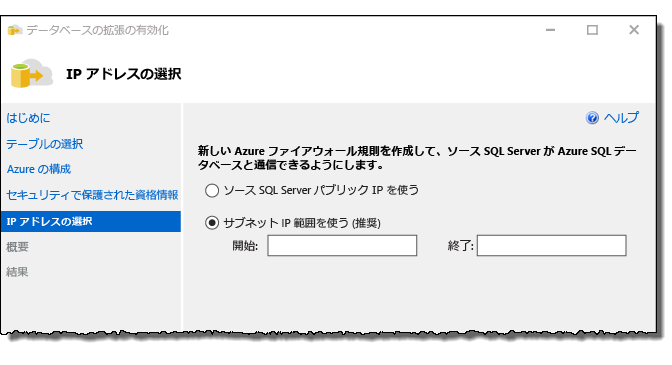 データベースの拡張の有効化
IP アドレスの選択
はじめに
テーブルの選択
Azure の構成
セキュリティで保護された資格情報
IP アドレスの選択
概要
結果
ヘルプ
新しい Azure ファイアウォール規則を作成して、ソース SQL Server が Azure SQL デー
タベースと通信できるようにします。
ソース SQL Server パブリック IP を使う
サブネット IP 範囲を使う (推奨)
開始: 終了: